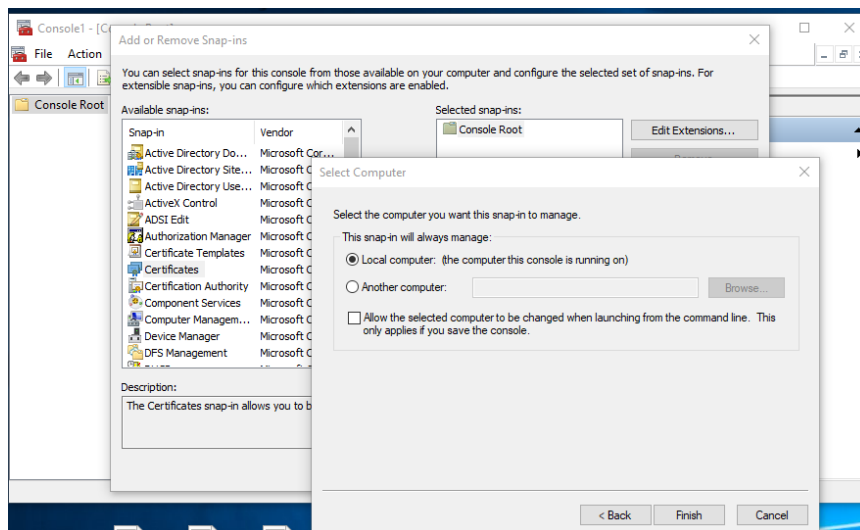 Console1 - [C
File Action
Console Root
Add or Remove Snap-ins
You can select snap-ins for this console from those available on your computer and configure the selected set of snap-ins. For
extensible snap-ins, you can configure which extensions are enabled.
Available snap-ins:
Selected snap-ins:
Snap-in Vendor
Console Root
Edit Extensions...
Active Directory Do... Microsoft Cor...
Active Directory Site... Microsoft C
Active Directory Use... Microsoft C
ActiveX Control Microsoft C
ADSI Edit Microsoft C
Authorization Manager Microsoft C
Certificate Templates Microsoft C
Certificates Microsoft C
Certification Authority Microsoft C
Component Services Microsoft C
Computer Managem... Microsoft C
Device Manager Microsoft C
DFS Management Microsoft C
Description:
The Certificates snap-in allows you to b
Select Computer
Select the computer you want this snap-in to manage.
This snap-in will always manage:
Local computer: (the computer this console is running on)
Another computer:
Browse...
Allow the selected computer to be changed when launching from the command line. This
only applies if you save the console.
< Back
Finish
Cancel